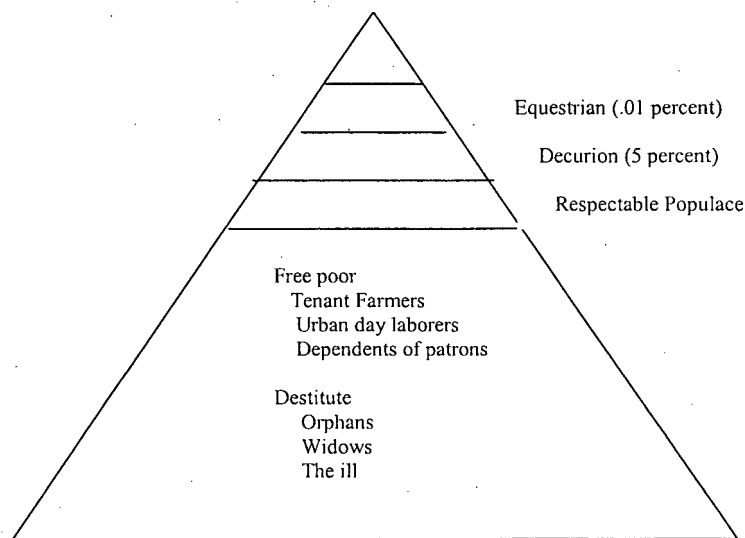 Equestrian (.01 percent)
Decurion (5 percent)
Respectable Populace
Free poor
Tenant Farmers
Urban day laborers
Dependents of patrons
Destitute
Orphans
Widows
The ill